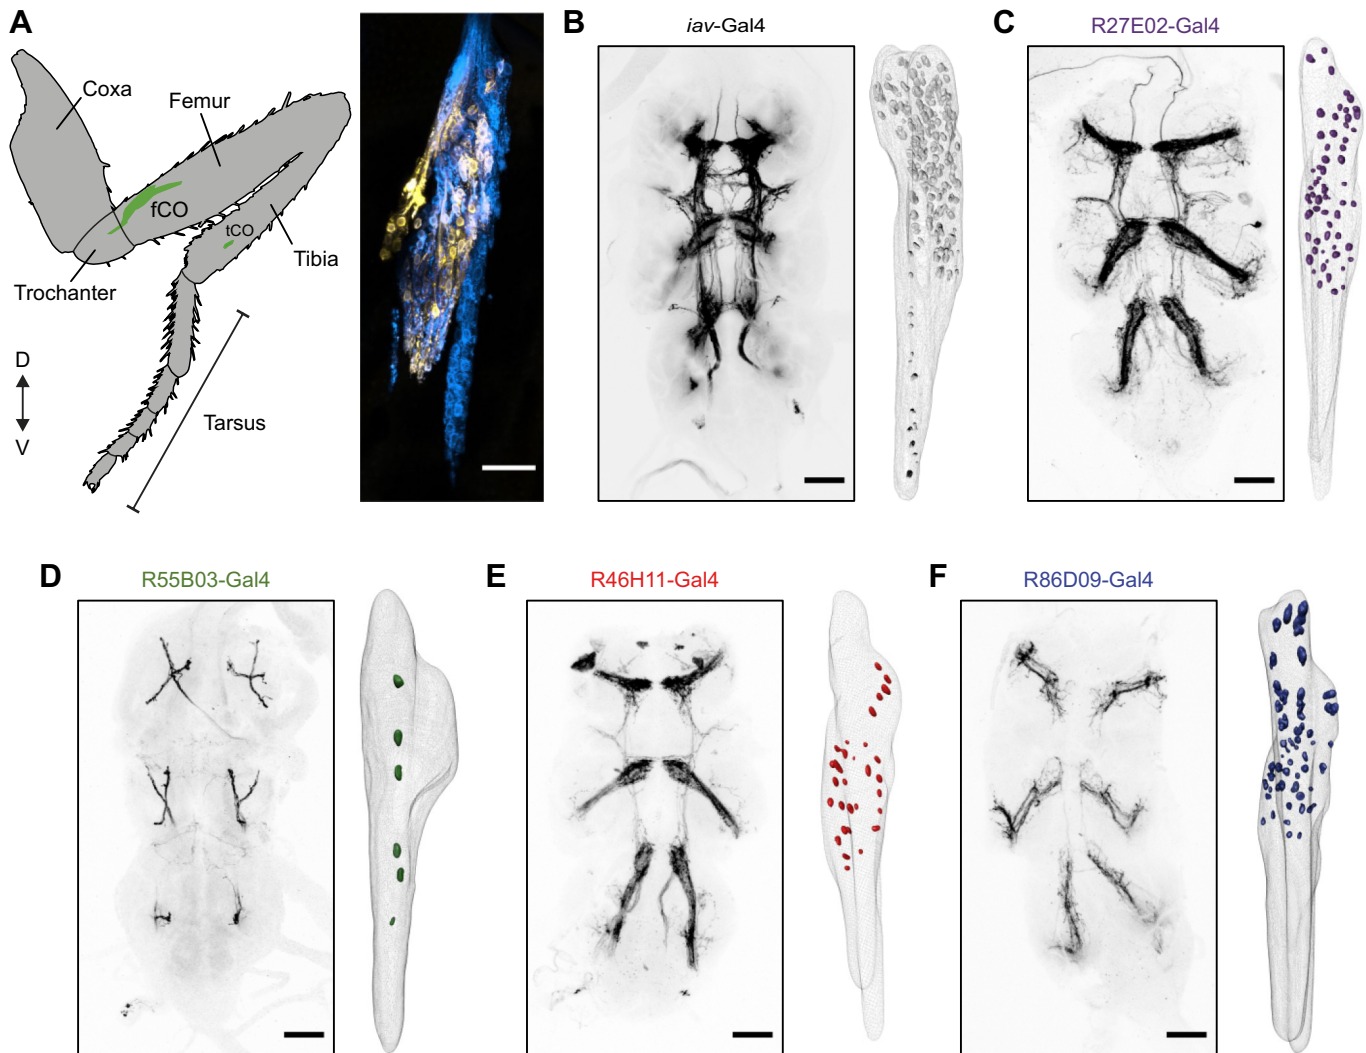 A
Coxa
Femur
fCO
tCO
Tibia
Trochanter
D
V
Tarsus
B
iav-Gal4
C
R27E02-Gal4
D
R55B03-Gal4
E
R46H11-Gal4
F
R86D09-Gal4